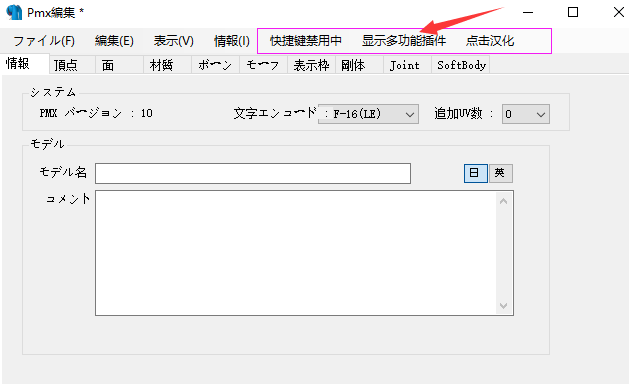 Pmx编集 *
ファイル(F) 編集(E) 表示(V) 情報(I) 快捷键禁用中 显示多功能插件 点击汉化
情報 頂点 面 材質 ボーン モーフ 表示枠 剛体 Joint SoftBody
システム
PMX バージョン : 10 文字エンコード : F-16(LE) 追加UV数 : 0
モデル
モデル名 日 英
コメント